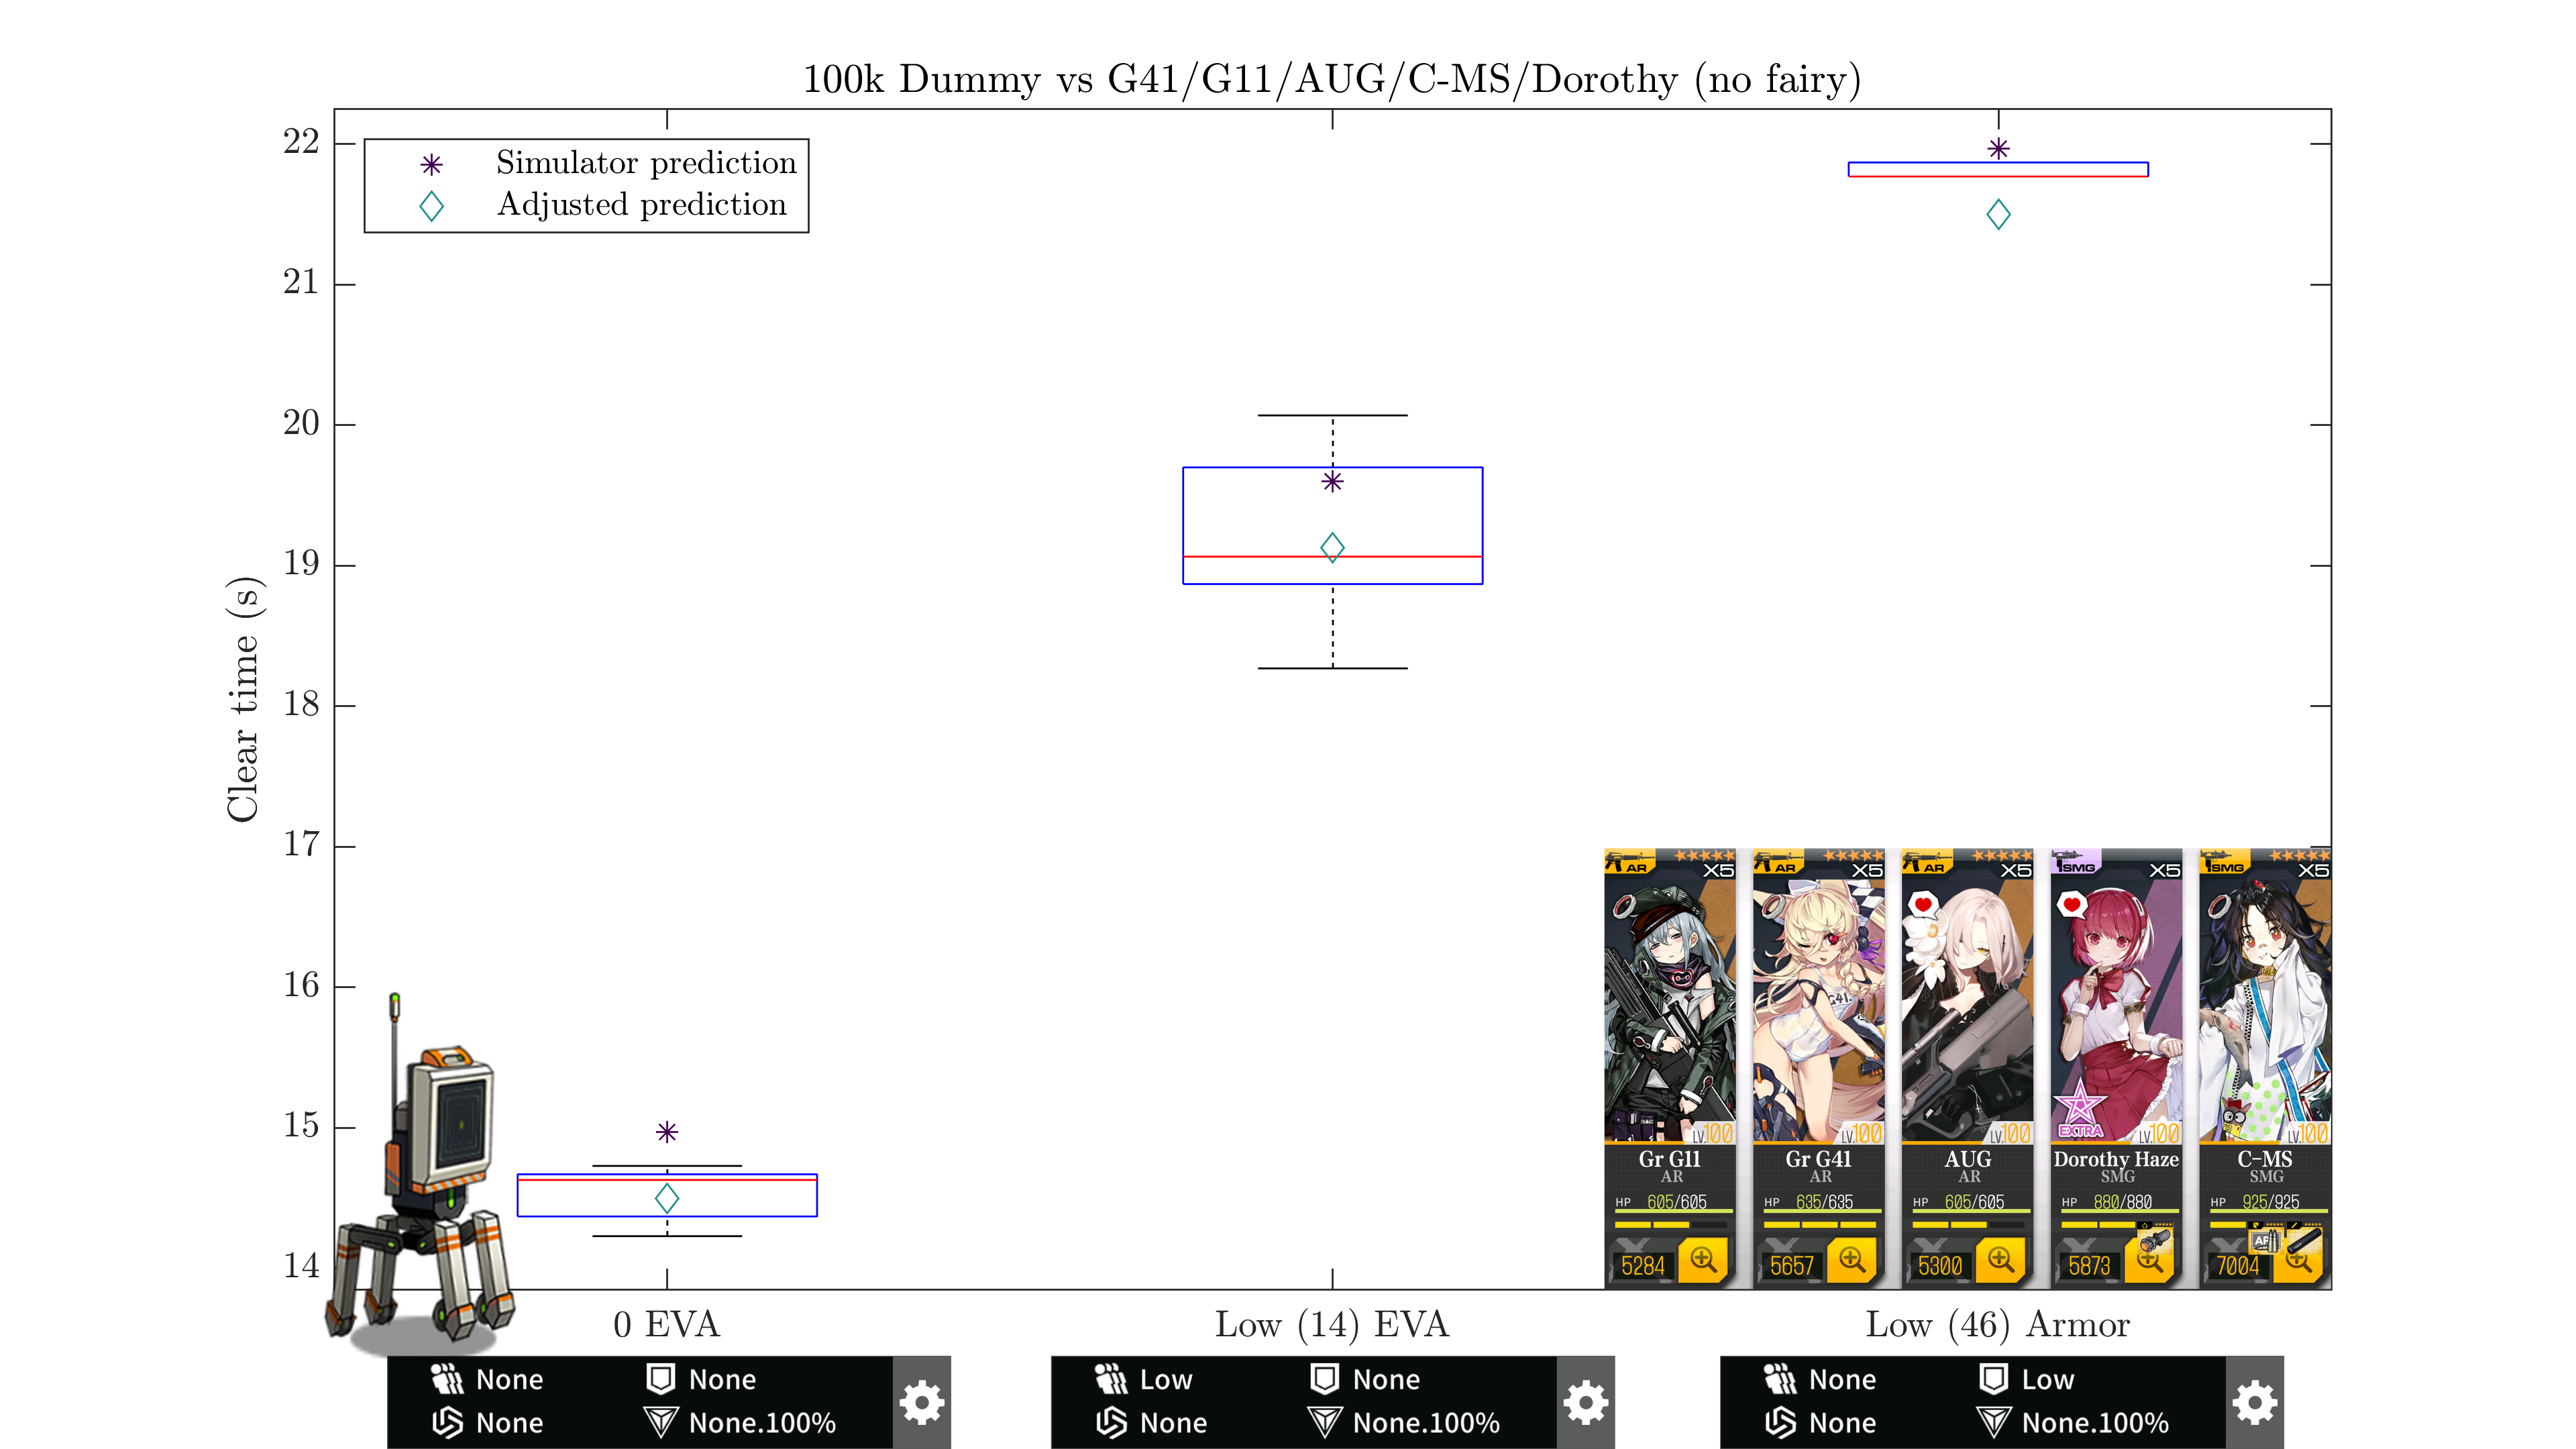 100k Dummy vs G41/G11/AUG/C-MS/Dorothy (no fairy)
Simulator prediction
Adjusted prediction
22
21
20
19
18
17
16
15
14
Clear time (s)
0 EVA
Low (14) EVA
Low (46) Armor
AR X5
AR X5
AR X5
SMG X5
SMG X5
G41
EXTRA
LV.100
LV.100
LV.100
LV.100
LV.100
Gr G11
AR
HP 605/605
5284
Gr G41
AR
HP 635/635
5657
AUG
AR
HP 605/605
5300
Dorothy Haze
SMG
HP 880/880
5873
C-MS
SMG
HP 925/925
AP
7004
None None
None None.100%
Low None
None None.100%
None Low
None None.100%